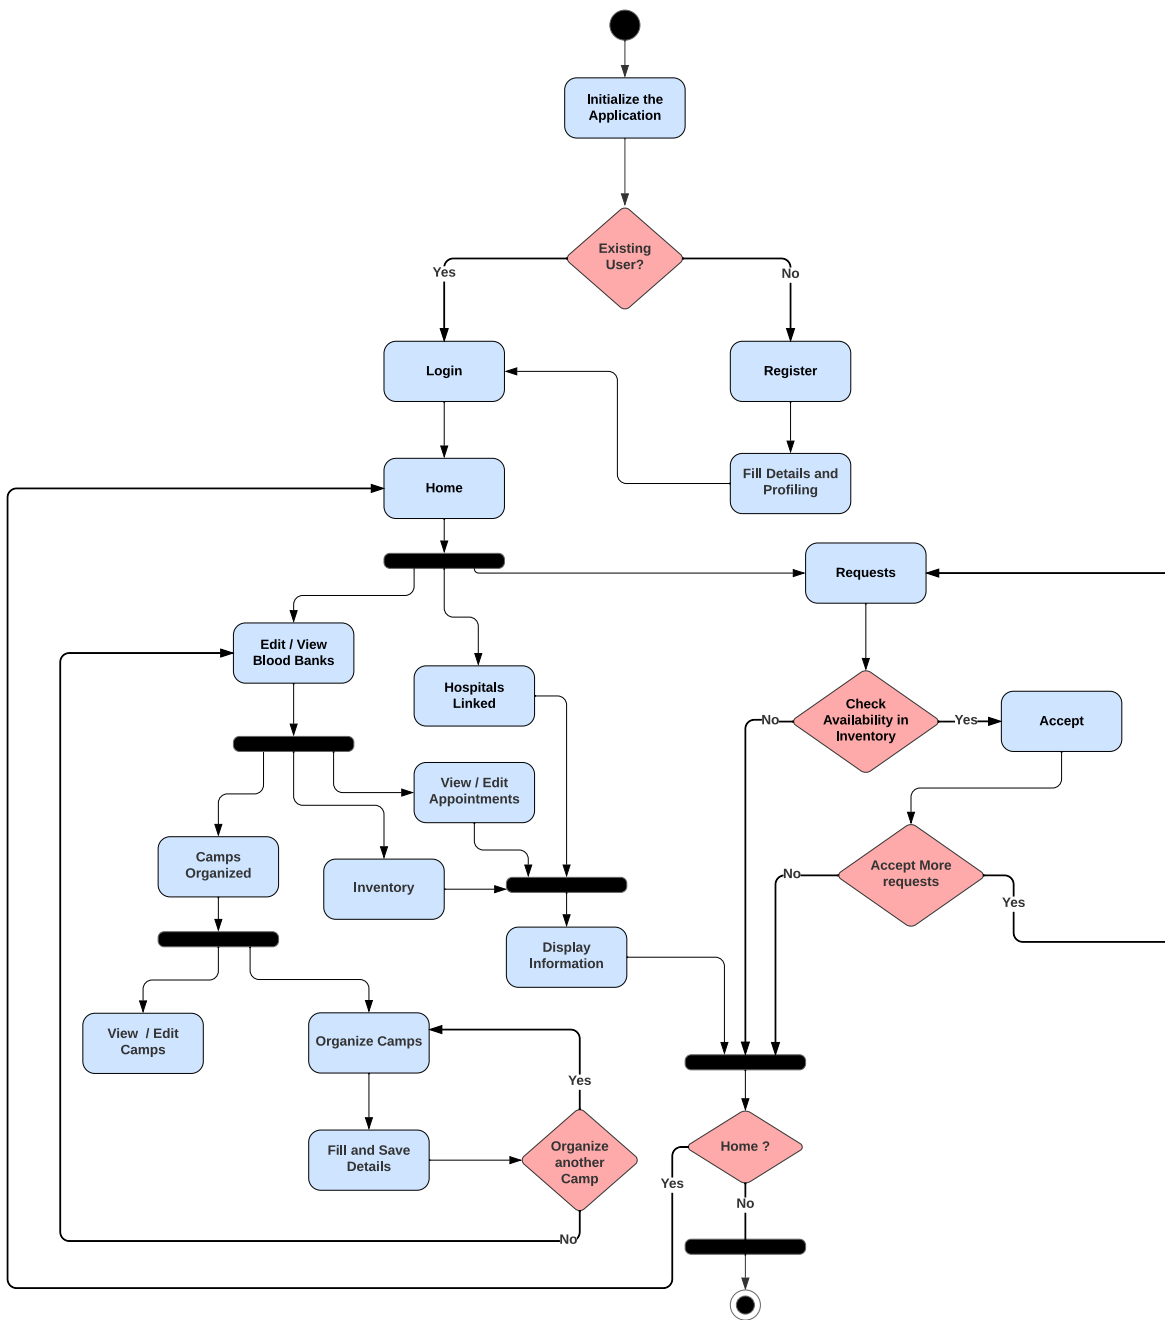 Initialize the
Application
Existing
User?
Yes
No
Login
Register
Fill Details and
Profiling
Home
Requests
Edit / View
Blood Banks
Hospitals
Linked
Check
Availability in
Inventory
No
Yes
Accept
View / Edit
Appointments
Camps
Organized
Inventory
Accept More
requests
No
Yes
Display
Information
View  / Edit
Camps
Organize Camps
Yes
Fill and Save
Details
Organize
another
Camp
No
Home ?
Yes
No